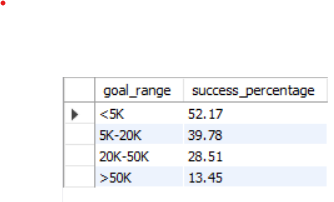 goal_range success_percentage
<5K 52.17
5K-20K 39.78
20K-50K 28.51
>50K 13.45